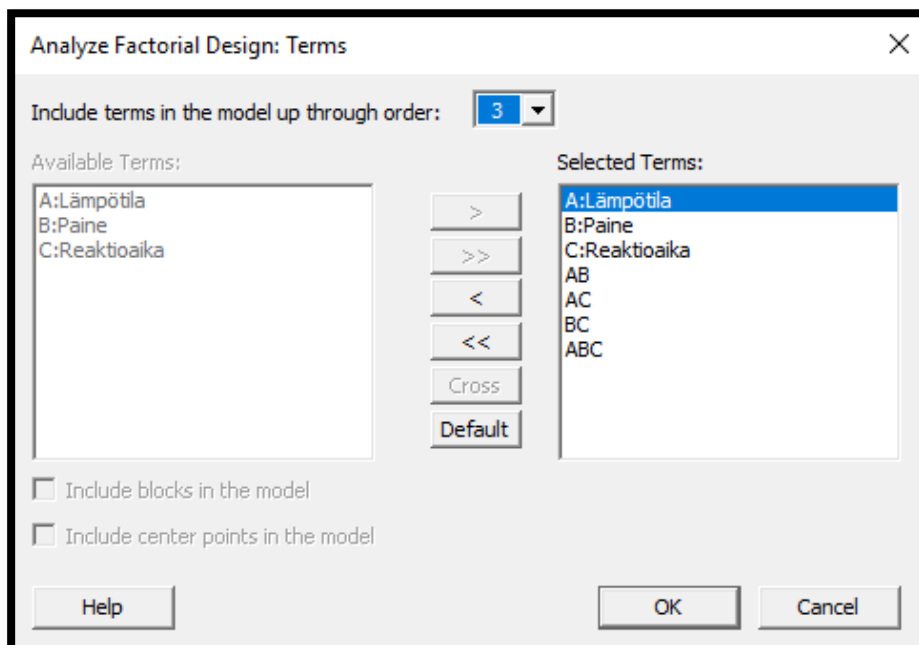 Analyze Factorial Design: Terms
Include terms in the model up through order: 3
Available Terms:
A:Lämpötila
B:Paine
C:Reaktioaika
>
>>
<
<<
Cross
Default
Selected Terms:
A:Lämpötila
B:Paine
C:Reaktioaika
AB
AC
BC
ABC
Include blocks in the model
Include center points in the model
Help
OK
Cancel